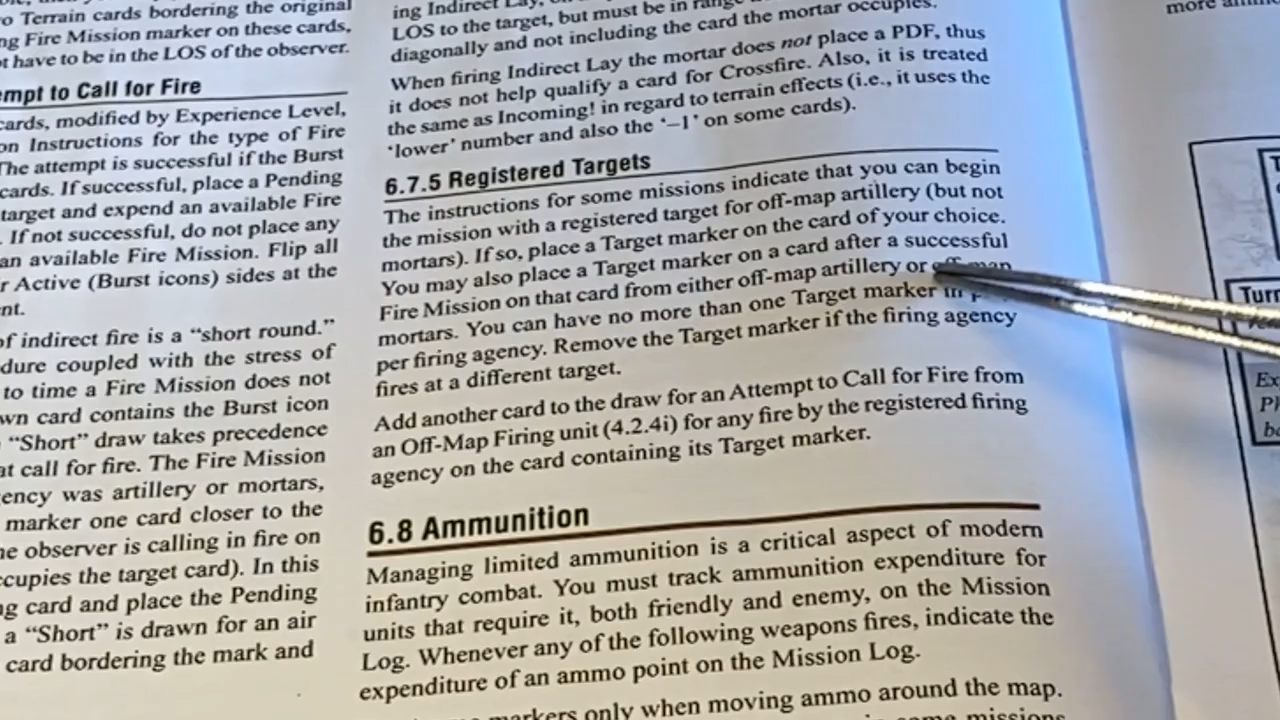 o Terrain cards bordering the original
ng Fire Mission marker on these cards,
ot have to be in the LOS of the observer.
empt to Call for Fire
cards, modified by Experience Level,
on Instructions for the type of Fire
The attempt is successful if the Burst
cards. If successful, place a Pending
target and expend an available Fire
. If not successful, do not place any
an available Fire Mission. Flip all
r Active (Burst icons) sides at the
ent.
of indirect fire is a “short round.”
dure coupled with the stress of
to time a Fire Mission does not
wn card contains the Burst icon
“Short” draw takes precedence
at call for fire. The Fire Mission
ency was artillery or mortars,
marker one card closer to the
he observer is calling in fire on
ccupies the target card). In this
ng card and place the Pending
a “Short” is drawn for an air
card bordering the mark and
ing Indirect Lay,
LOS to the target, but must be in range
diagonally and not including the card the mortar occupies.
When firing Indirect Lay the mortar does not place a PDF, thus
it does not help qualify a card for Crossfire. Also, it is treated
the same as Incoming! in regard to terrain effects (i.e., it uses the
‘lower’ number and also the ‘–1’ on some cards).
6.7.5 Registered Targets
The instructions for some missions indicate that you can begin
the mission with a registered target for off-map artillery (but not
mortars). If so, place a Target marker on the card of your choice.
You may also place a Target marker on a card after a successful
Fire Mission on that card from either off-map artillery or off-map
mortars. You can have no more than one Target marker in
per firing agency. Remove the Target marker if the firing agency
fires at a different target.
Add another card to the draw for an Attempt to Call for Fire from
an Off-Map Firing unit (4.2.4i) for any fire by the registered firing
agency on the card containing its Target marker.
6.8 Ammunition
Managing limited ammunition is a critical aspect of modern
infantry combat. You must track ammunition expenditure for
units that require it, both friendly and enemy, on the Mission
Log. Whenever any of the following weapons fires, indicate the
expenditure of an ammo point on the Mission Log.
markers only when moving ammo around the map.
some missions
Turn
Ex
Pl
bo